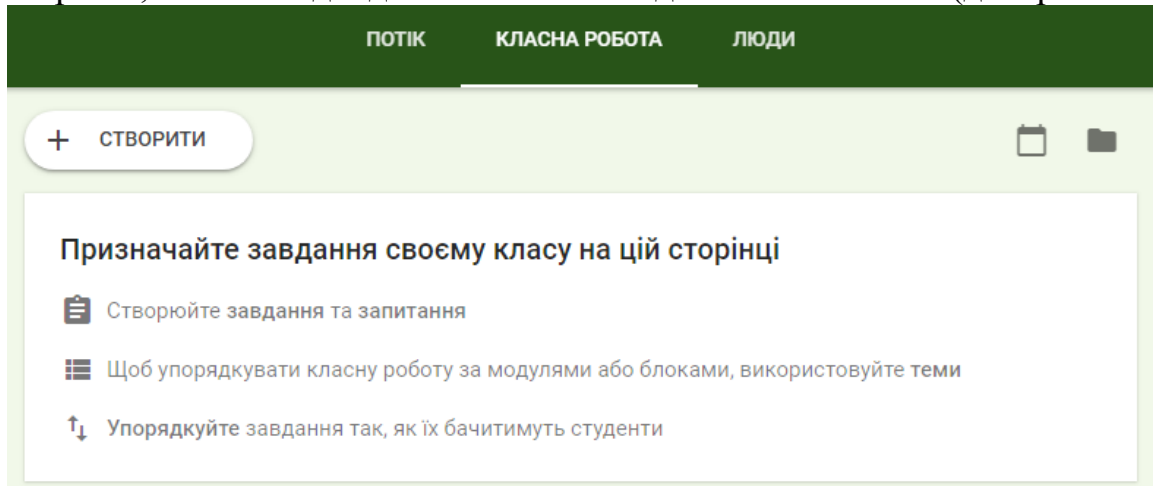 ПОТІК КЛАСНА РОБОТА ЛЮДИ
+ СТВОРИТИ
Призначайте завдання своєму класу на цій сторінці
Створюйте завдання та запитання
Щоб упорядкувати класну роботу за модулями або блоками, використовуйте теми
Упорядкуйте завдання так, як їх бачитимуть студенти